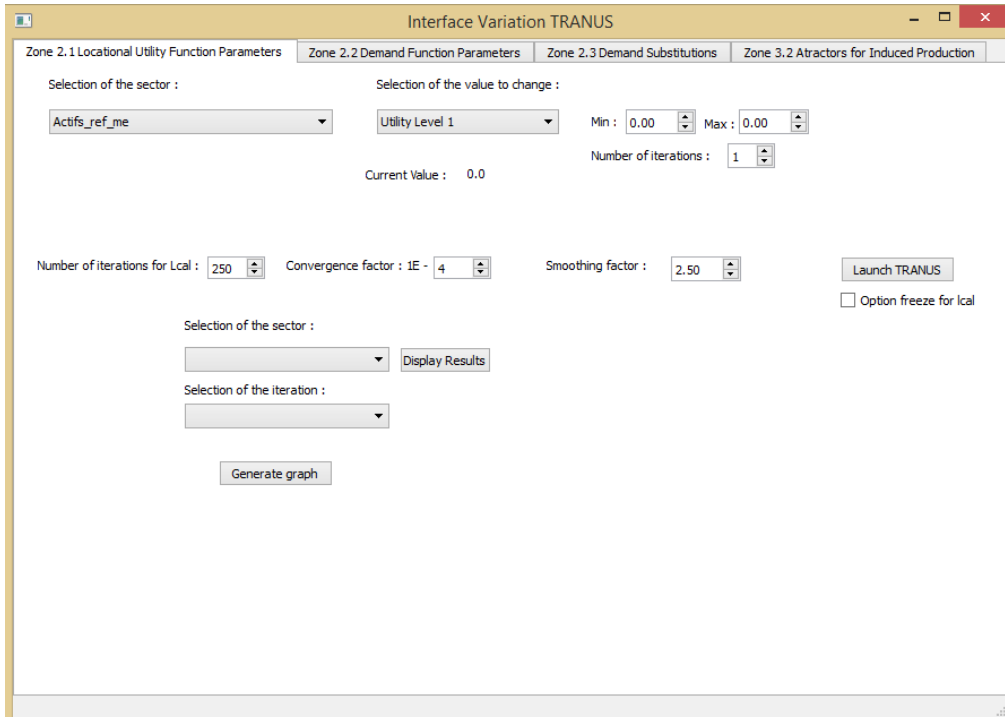 Interface Variation TRANUS
Zone 2.1 Locational Utility Function Parameters Zone 2.2 Demand Function Parameters Zone 2.3 Demand Substitutions Zone 3.2 Atractors for Induced Production
Selection of the sector : Selection of the value to change :
Actifs_ref_me Utility Level 1 Min : 0.00 Max : 0.00
Number of iterations : 1
Current Value : 0.0
Number of iterations for Lcal : 250 Convergence factor : 1E - 4 Smoothing factor : 2.50 Launch TRANUS
Option freeze for lcal
Selection of the sector :
Display Results
Selection of the iteration :
Generate graph